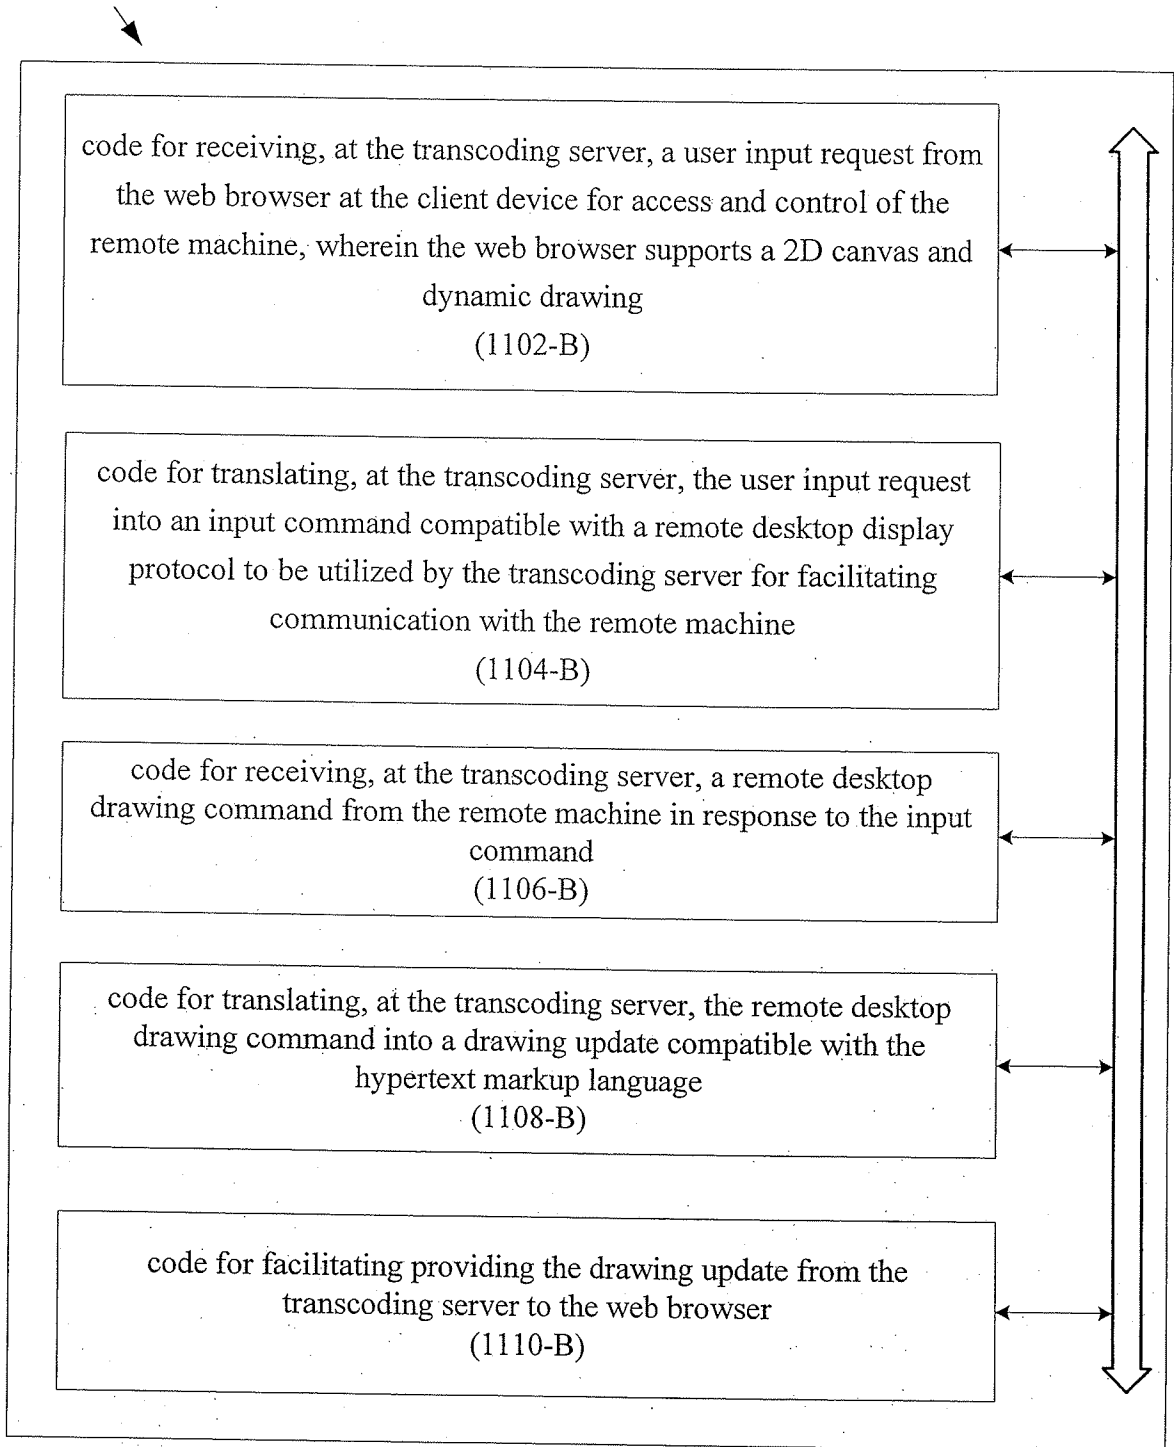 code for receiving, at the transcoding server, a user input request from
the web browser at the client device for access and control of the
remote machine, wherein the web browser supports a 2D canvas and
dynamic drawing
(1102-B)
code for translating, at the transcoding server, the user input request
into an input command compatible with a remote desktop display
protocol to be utilized by the transcoding server for facilitating
communication with the remote machine
(1104-B)
code for receiving, at the transcoding server, a remote desktop
drawing command from the remote machine in response to the input
command
(1106-B)
code for translating, at the transcoding server, the remote desktop
drawing command into a drawing update compatible with the
hypertext markup language
(1108-B)
code for facilitating providing the drawing update from the
transcoding server to the web browser
(1110-B)